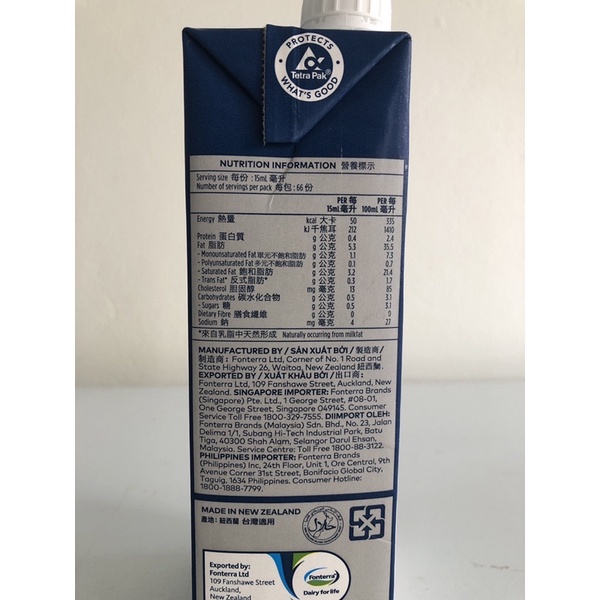 PROTECTS
Tetra Pak®
WHAT'S GOOD
NUTRITION INFORMATION 營養標示
Serving size 每份 : 15mL 毫升
Number of servings per pack 每包 : 66 份
PER 每 PER 每
15mL 毫升 100mL 毫升
Energy 熱量 kcal 大卡 50 335
kJ 千焦耳 212 1410
Protein 蛋白質 g 公克 0.4 2.4
Fat 脂肪 g 公克 5.3 35.5
- Monounsaturated Fat 單元不飽和脂肪 g 公克 1.1 7.3
- Polyunsaturated Fat 多元不飽和脂肪 g 公克 0.1 0.7
- Saturated Fat 飽和脂肪 g 公克 3.2 21.4
- Trans Fat* 反式脂肪* g 公克 0.3 1.7
Cholesterol 膽固醇 mg 毫克 13 85
Carbohydrates 碳水化合物 g 公克 0.5 3.1
- Sugars 糖 g 公克 0.5 3.1
Dietary Fibre 膳食纖維 g 公克 0 0
Sodium 鈉 mg 毫克 4 27
*來自乳脂中天然形成 Naturally occurring from milkfat
MANUFACTURED BY / SẢN XUẤT BỞI / 製造商 /
制造商 : Fonterra Ltd, Corner of No. 1 Road and
State Highway 26, Waitoa, New Zealand 紐西蘭.
EXPORTED BY / XUẤT KHẨU BỞI / 出口商 :
Fonterra Ltd, 109 Fanshawe Street, Auckland, New
Zealand. SINGAPORE IMPORTER: Fonterra Brands
(Singapore) Pte. Ltd., 1 George Street, #08-01,
One George Street, Singapore 049145. Consumer
Service Toll Free 1800-329-7555. DIIMPORT OLEH:
Fonterra Brands (Malaysia) Sdn. Bhd., No. 23, Jalan
Delima 1/1, Subang Hi-Tech Industrial Park, Batu
Tiga, 40300 Shah Alam, Selangor Darul Ehsan,
Malaysia. Service Centre: Toll Free 1800-88-3122.
PHILIPPINES IMPORTER: Fonterra Brands
(Philippines) Inc, 24th Floor, Unit 1, Ore Central, 9th
Avenue Corner 31st Street, Bonifacio Global City,
Taguig, 1634 Philippines. Consumer Hotline:
1800-1888-7799.
MADE IN NEW ZEALAND
產地 : 紐西蘭 台灣適用
حلال
Exported by:
Fonterra Ltd
109 Fanshawe Street
Auckland,
New Zealand
Fonterra
Dairy for life